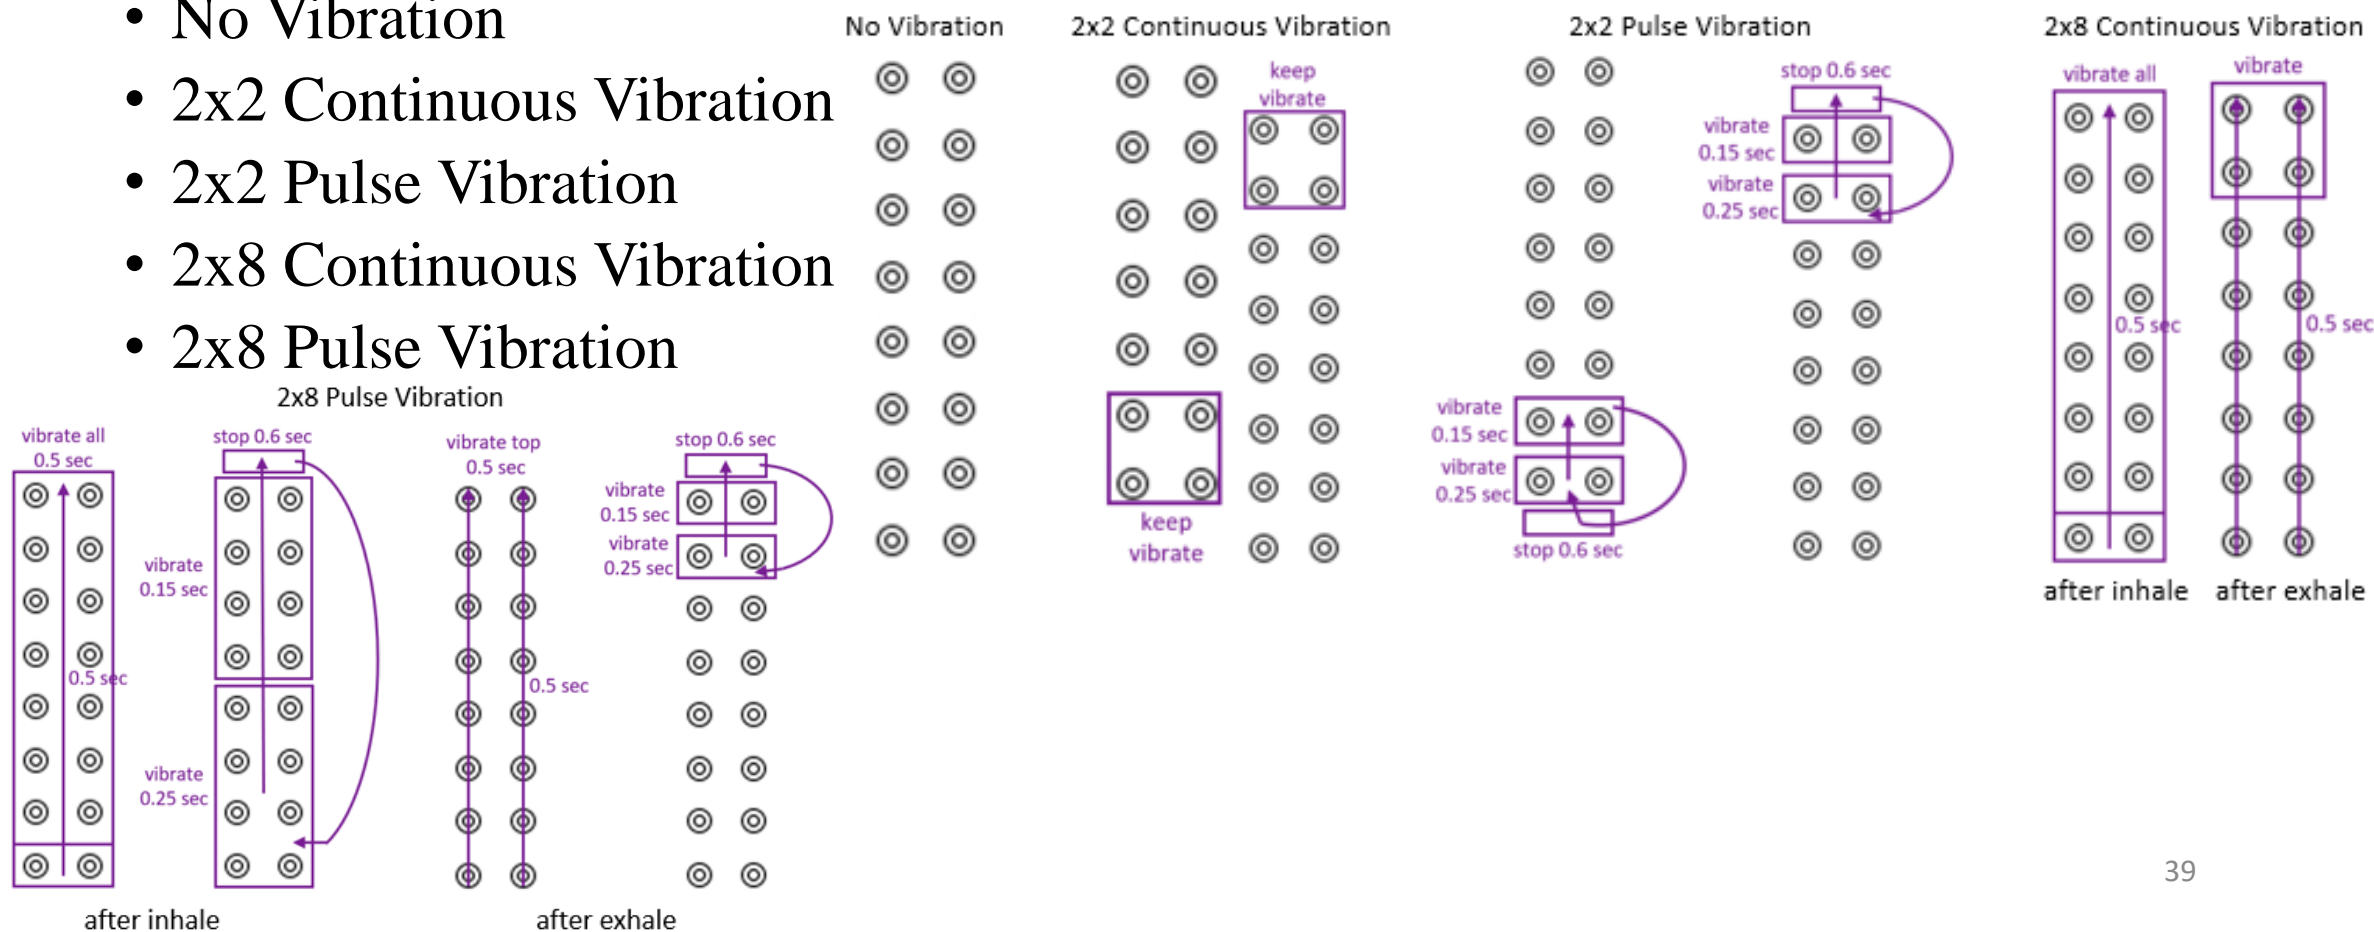 • No Vibration
• 2x2 Continuous Vibration
• 2x2 Pulse Vibration
• 2x8 Continuous Vibration
• 2x8 Pulse Vibration
No Vibration
2x2 Continuous Vibration
keep
vibrate
keep
vibrate
2x2 Pulse Vibration
vibrate
0.15 sec
vibrate
0.25 sec
stop 0.6 sec
stop 0.6 sec
vibrate
0.15 sec
vibrate
0.25 sec
2x8 Continuous Vibration
vibrate all
0.5 sec
after inhale
vibrate
0.5 sec
after exhale
2x8 Pulse Vibration
vibrate all
0.5 sec
0.5 sec
stop 0.6 sec
vibrate
0.15 sec
vibrate
0.25 sec
after inhale
vibrate top
0.5 sec
0.5 sec
stop 0.6 sec
vibrate
0.15 sec
vibrate
0.25 sec
after exhale
39